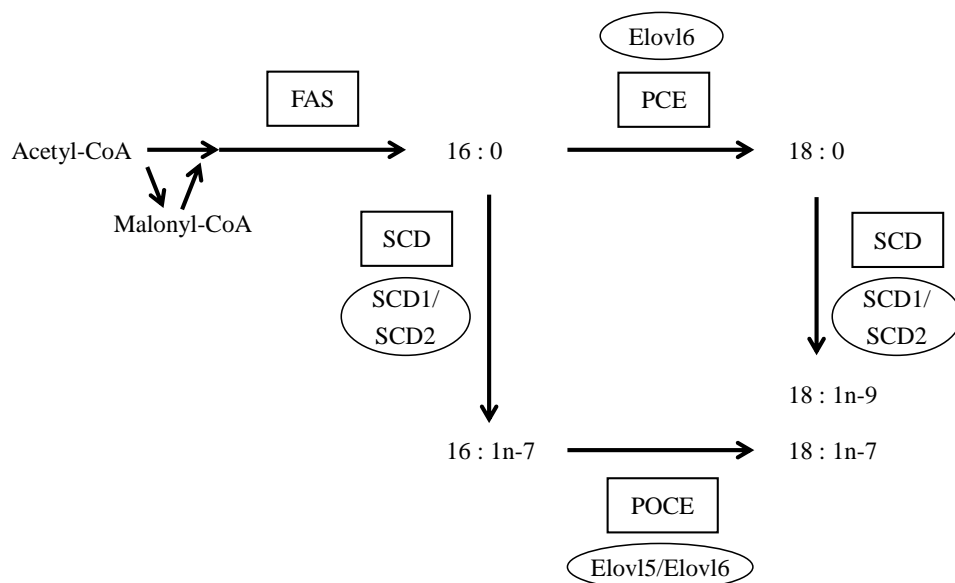 Elovl6
FAS
PCE
Acetyl-CoA
16 : 0
18 : 0
Malonyl-CoA
SCD
SCD
SCD1/
SCD2
SCD1/
SCD2
18 : 1n-9
16 : 1n-7
18 : 1n-7
POCE
Elovl5/Elovl6